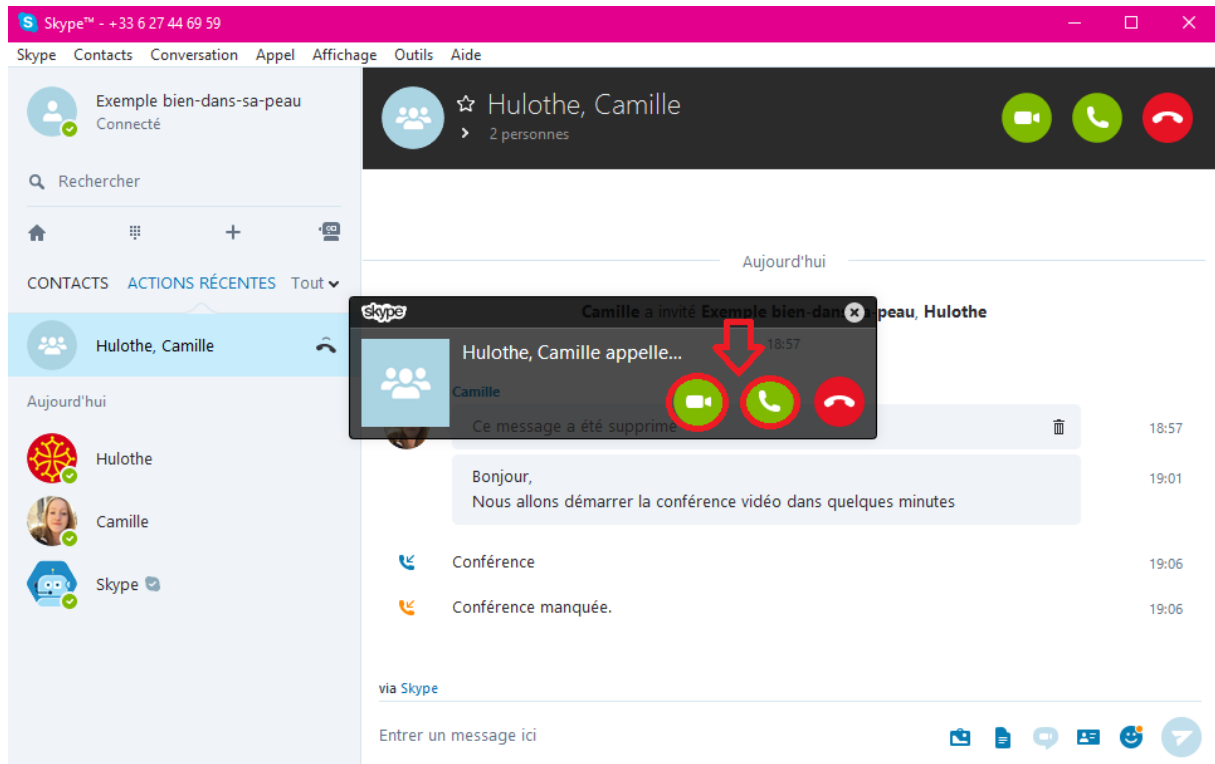 Skype™ - +33 6 27 44 69 59
Skype Contacts Conversation Appel Affichage Outils Aide
Exemple bien-dans-sa-peau
Connecté
Rechercher
CONTACTS ACTIONS RÉCENTES Tout
Hulothe, Camille
Aujourd'hui
Hulothe
Camille
Skype
Hulothe, Camille
2 personnes
Aujourd'hui
Camille a invité Exemple bien-dans-sa-peau, Hulothe
18:57
skype
Hulothe, Camille appelle...
Camille
Ce message a été supprimé
18:57
Bonjour,
19:01
Nous allons démarrer la conférence vidéo dans quelques minutes
Conférence
19:06
Conférence manquée.
19:06
via Skype
Entrer un message ici